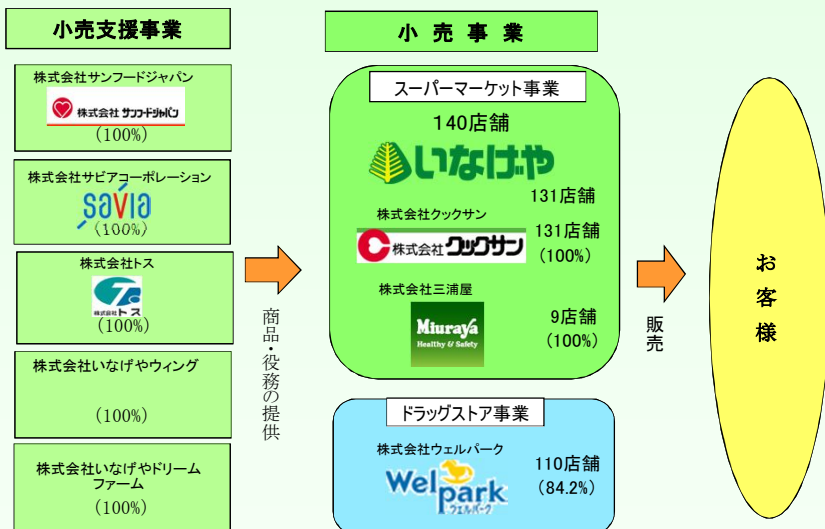 小売支援事業
株式会社サンフードジャパン
株式会社 サンフードジャパン
(100%)
株式会社サビアコーポレーション
savia
(100%)
株式会社トス
株式会社トス
(100%)
株式会社いなげやウィング
(100%)
株式会社いなげやドリーム
ファーム
(100%)
商品・役務の提供
小売事業
スーパーマーケット事業
140店舗
いなげや
131店舗
株式会社クックサン
株式会社クックサン
131店舗
(100%)
株式会社三浦屋
Miuraya
Healthy & Safety
9店舗
(100%)
ドラッグストア事業
株式会社ウェルパーク
Welpark
ウェルパーク
110店舗
(84.2%)
販売
お客様